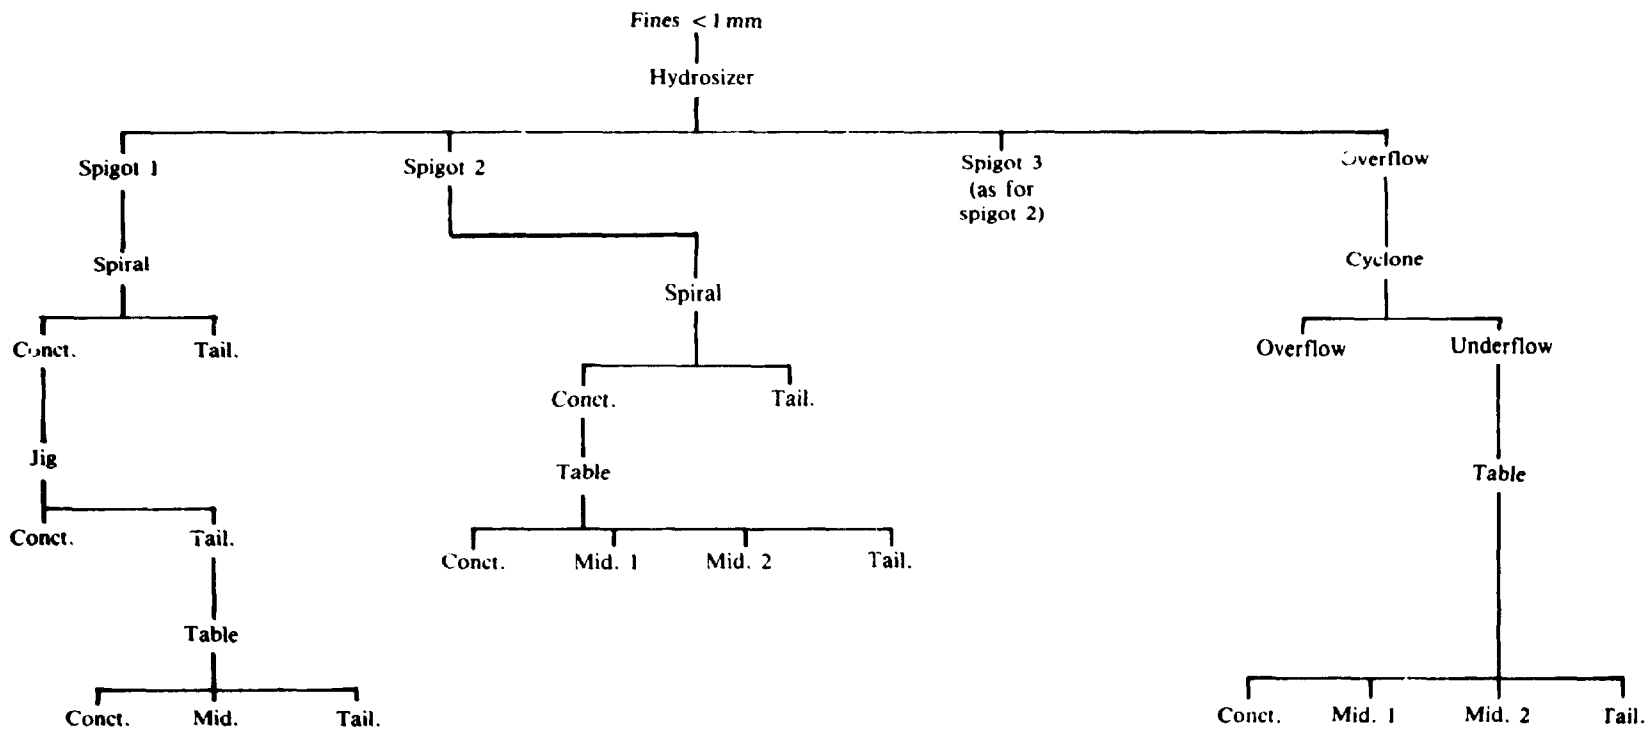 Fines < 1 mm
Hydrosizer
Spigot 1
Spigot 2
Spigot 3
(as for
spigot 2)
Overflow
Spiral
Conct.
Tail.
Jig
Conct.
Tail.
Table
Conct.
Mid.
Tail.
Spiral
Conct.
Tail.
Table
Conct.
Mid. 1
Mid. 2
Tail.
Cyclone
Overflow
Underflow
Table
Conct.
Mid. 1
Mid. 2
Tail.